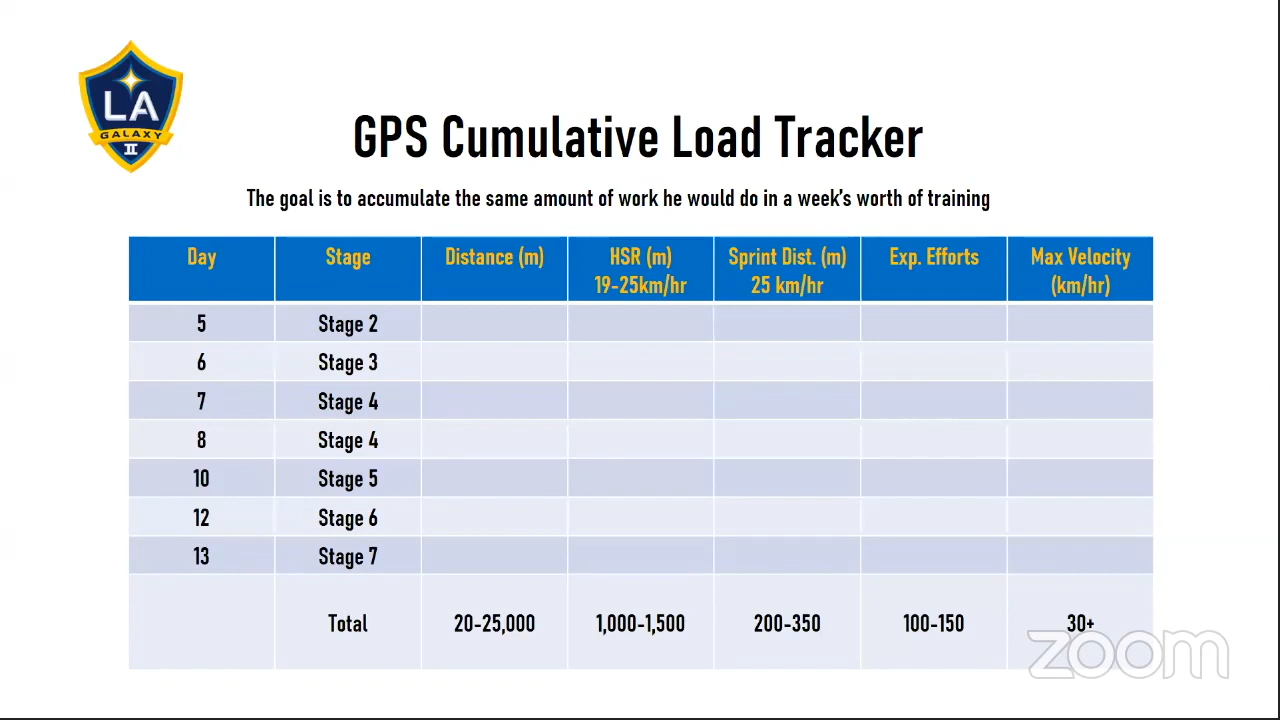 LA
GALAXY
II
GPS Cumulative Load Tracker
The goal is to accumulate the same amount of work he would do in a week's worth of training
Day Stage Distance (m) HSR (m) 19-25km/hr Sprint Dist. (m) 25 km/hr Exp. Efforts Max Velocity (km/hr)
5 Stage 2
6 Stage 3
7 Stage 4
8 Stage 4
10 Stage 5
12 Stage 6
13 Stage 7
Total 20-25,000 1,000-1,500 200-350 100-150 30+
zoom